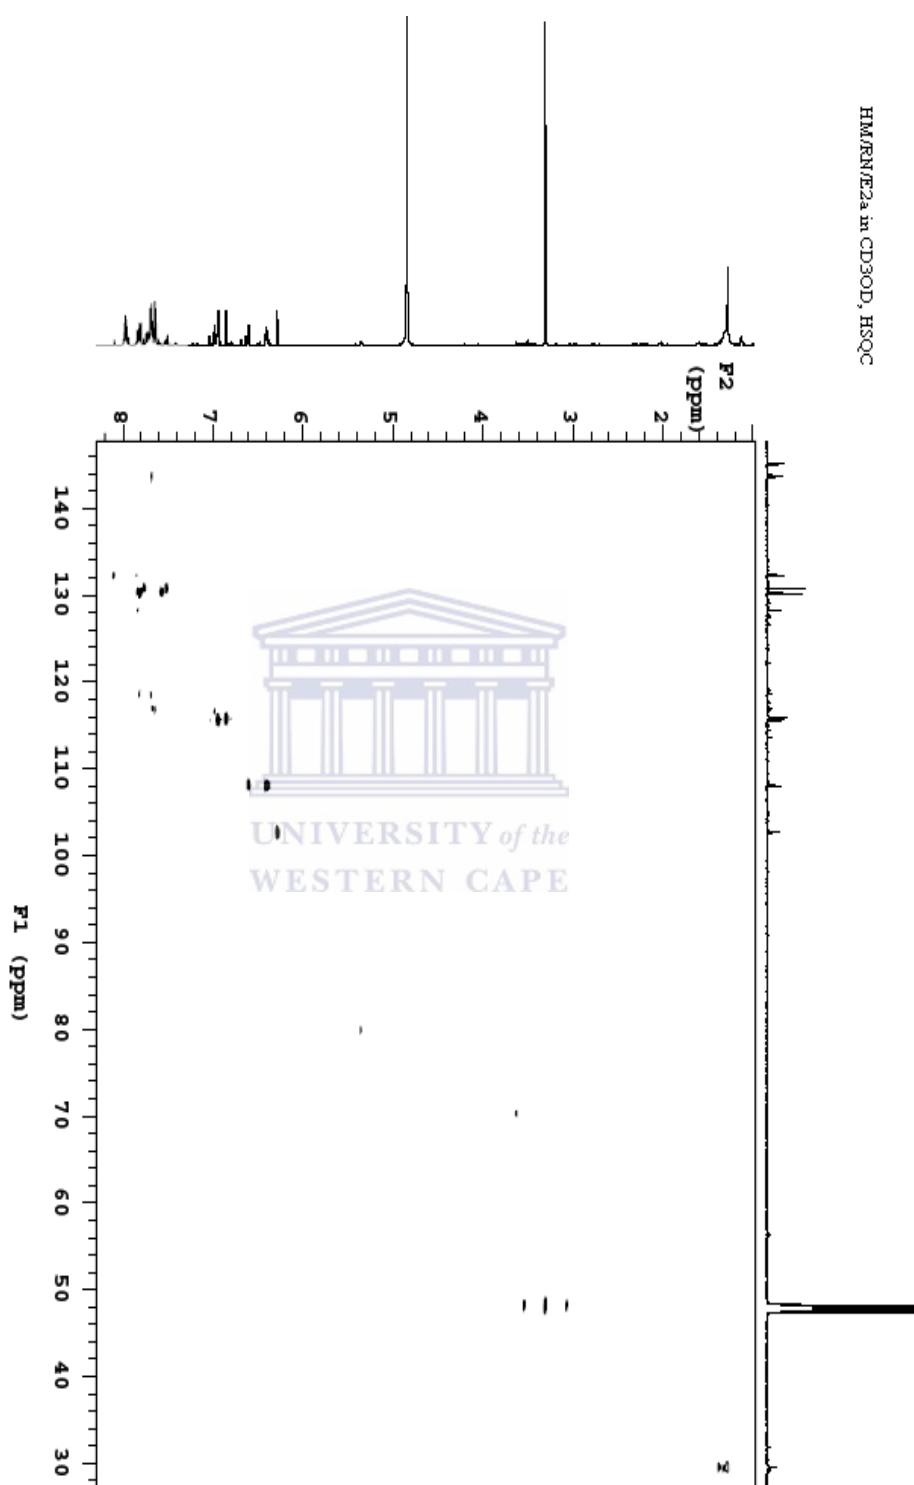 HM/RN/E2a in CD3OD, HSQC
F2
(ppm)
8 7 6 5 4 3 2
140 130 120 110 100 90 80 70 60 50 40 30
F1 (ppm)
UNIVERSITY of the
WESTERN CAPE